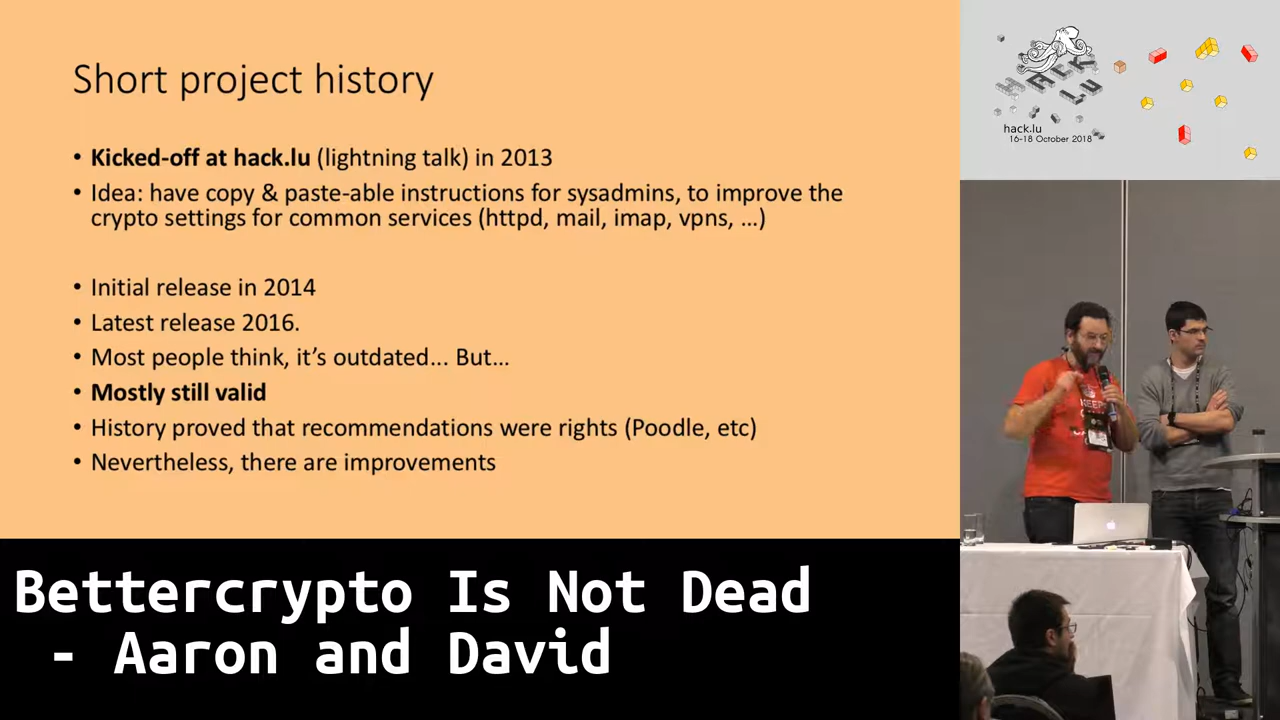 Short project history
• Kicked-off at hack.lu (lightning talk) in 2013
• Idea: have copy & paste-able instructions for sysadmins, to improve the
crypto settings for common services (httpd, mail, imap, vpns, ...)
• Initial release in 2014
• Latest release 2016.
• Most people think, it's outdated... But...
• Mostly still valid
• History proved that recommendations were rights (Poodle, etc)
• Nevertheless, there are improvements
Bettercrypto Is Not Dead
- Aaron and David
HACK
LU
hack.lu
16-18 October 2018
KEEP